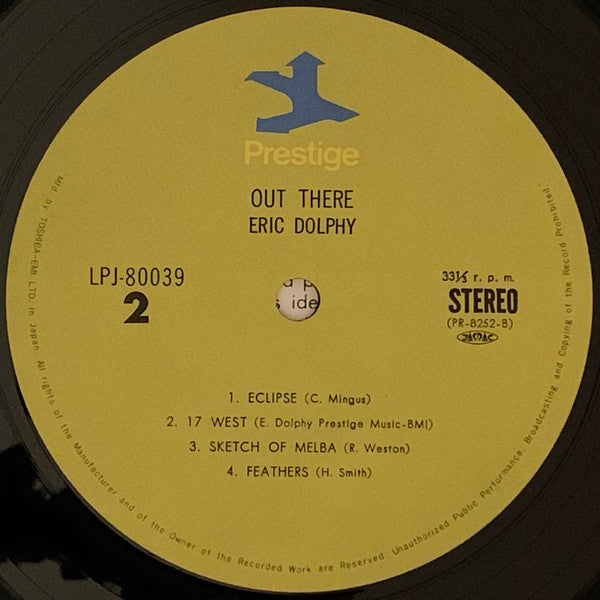 Prestige
OUT THERE
ERIC DOLPHY
LPJ-80039
2
33⅓ r. p. m.
STEREO
(PR-8252-B)
JASRAC
ide
1. ECLIPSE (C. Mingus)
2. 17 WEST (E. Dolphy Prestige Music-BMI)
3. SKETCH OF MELBA (R. Weston)
4. FEATHERS (H. Smith)
Mfd by TOSHIBA-EMI LTD. in Japan. All rights of the Manufacturer and of the Owner of the Recorded Work are Reserved. Unauthorized Public Performance, Broadcasting and Copying of the Record Prohibited.